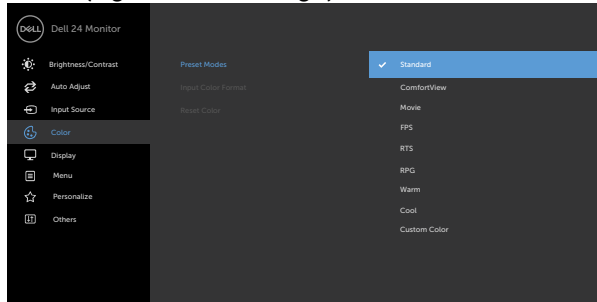 DELL Dell 24 Monitor
Brightness/Contrast
Auto Adjust
Input Source
Color
Display
Menu
Personalize
Others
Preset Modes
Input Color Format
Reset Color
Standard
ComfortView
Movie
FPS
RTS
RPG
Warm
Cool
Custom Color